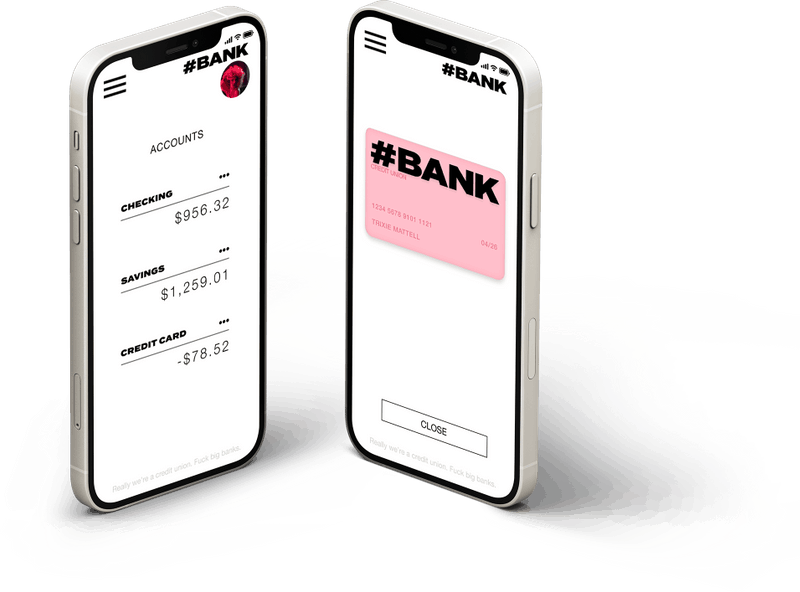 #BANK
ACCOUNTS
CHECKING
$956.32
SAVINGS
$1,259.01
CREDIT CARD
-$78.52
Really we're a credit union. Fuck big banks.
#BANK
#BANK
CREDIT UNION
1234 5678 9101 1121
TRIXIE MATTELL
04/26
CLOSE
Really we're a credit union. Fuck big banks.